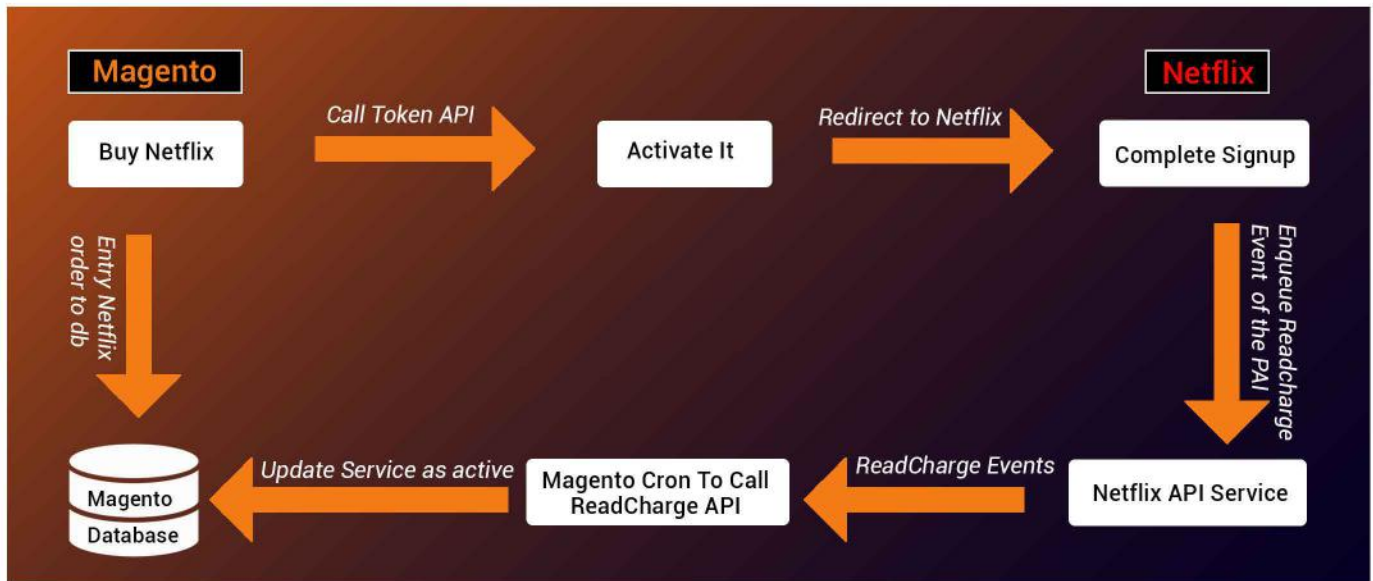 Magento
Netflix
Call Token API
Redirect to Netflix
Buy Netflix
Activate It
Complete Signup
Entry Netflix
order to db
Enqueue Readcharge
Event of the PAI
Update Service as active
ReadCharge Events
Magento
Database
Magento Cron To Call
ReadCharge API
Netflix API Service